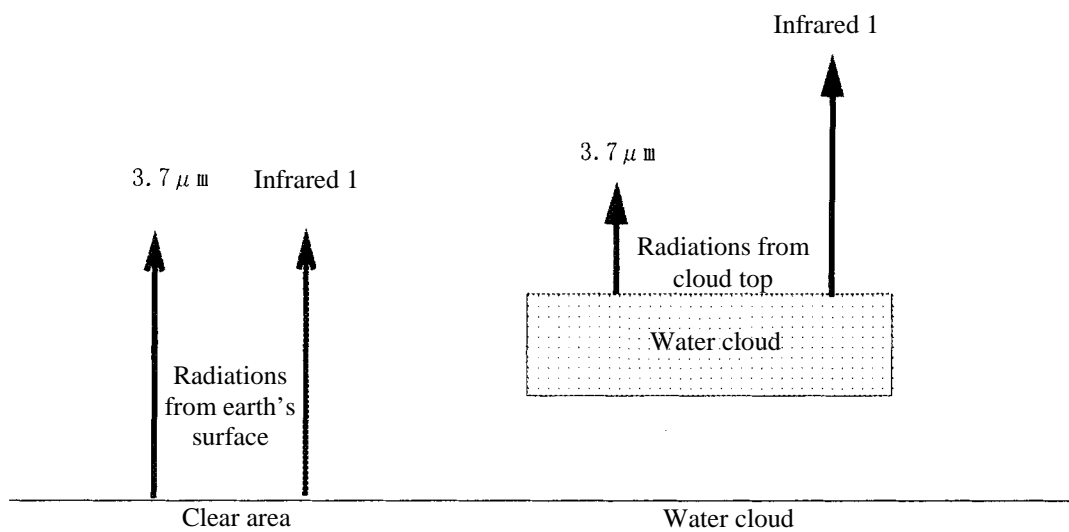 Infrared 1
3.7μm
3.7μm Infrared 1
Radiations from
cloud top
Water cloud
Radiations
from earth's
surface
Clear area
Water cloud